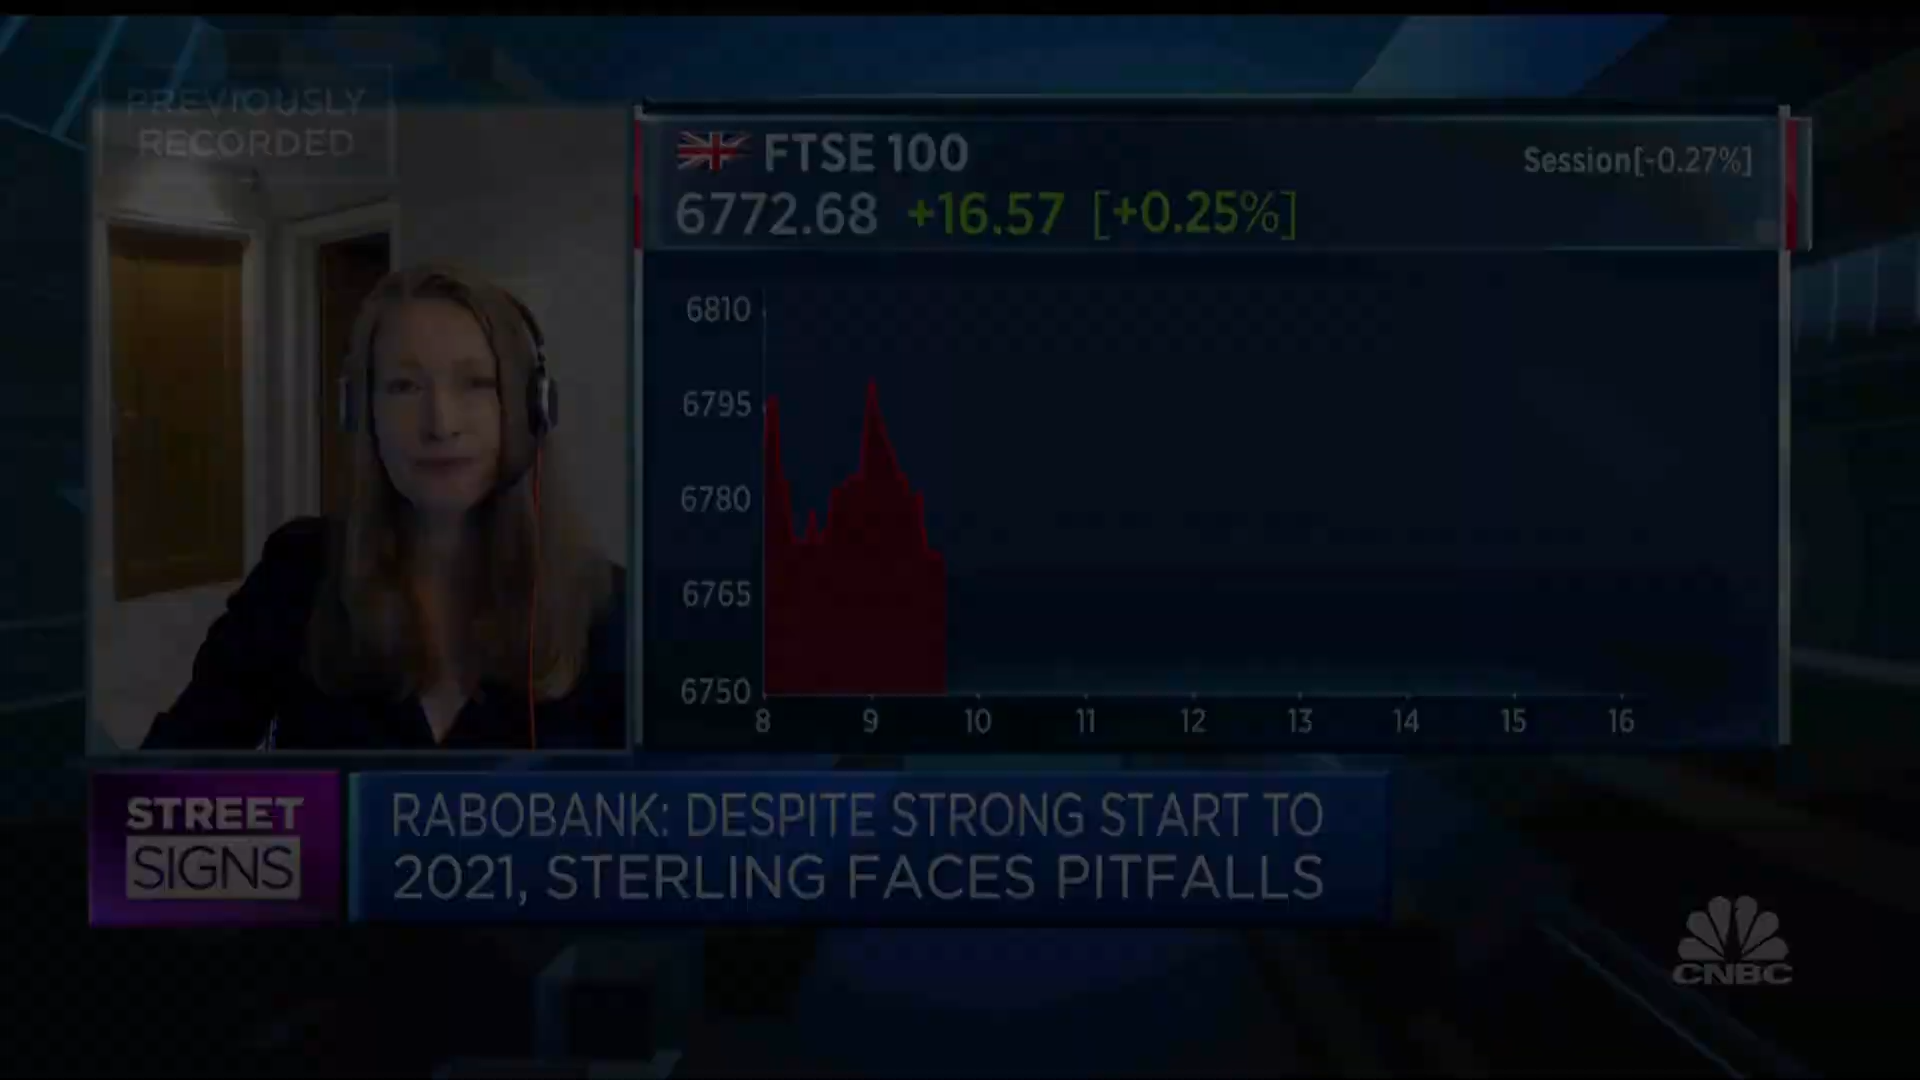 PREVIOUSLY
RECORDED
FTSE 100
Session[-0.27%]
6772.68 +16.57 [+0.25%]
6810
6795
6780
6765
6750
8 9 10 11 12 13 14 15 16
STREET
SIGNS
RABOBANK: DESPITE STRONG START TO
2021, STERLING FACES PITFALLS
CNBC